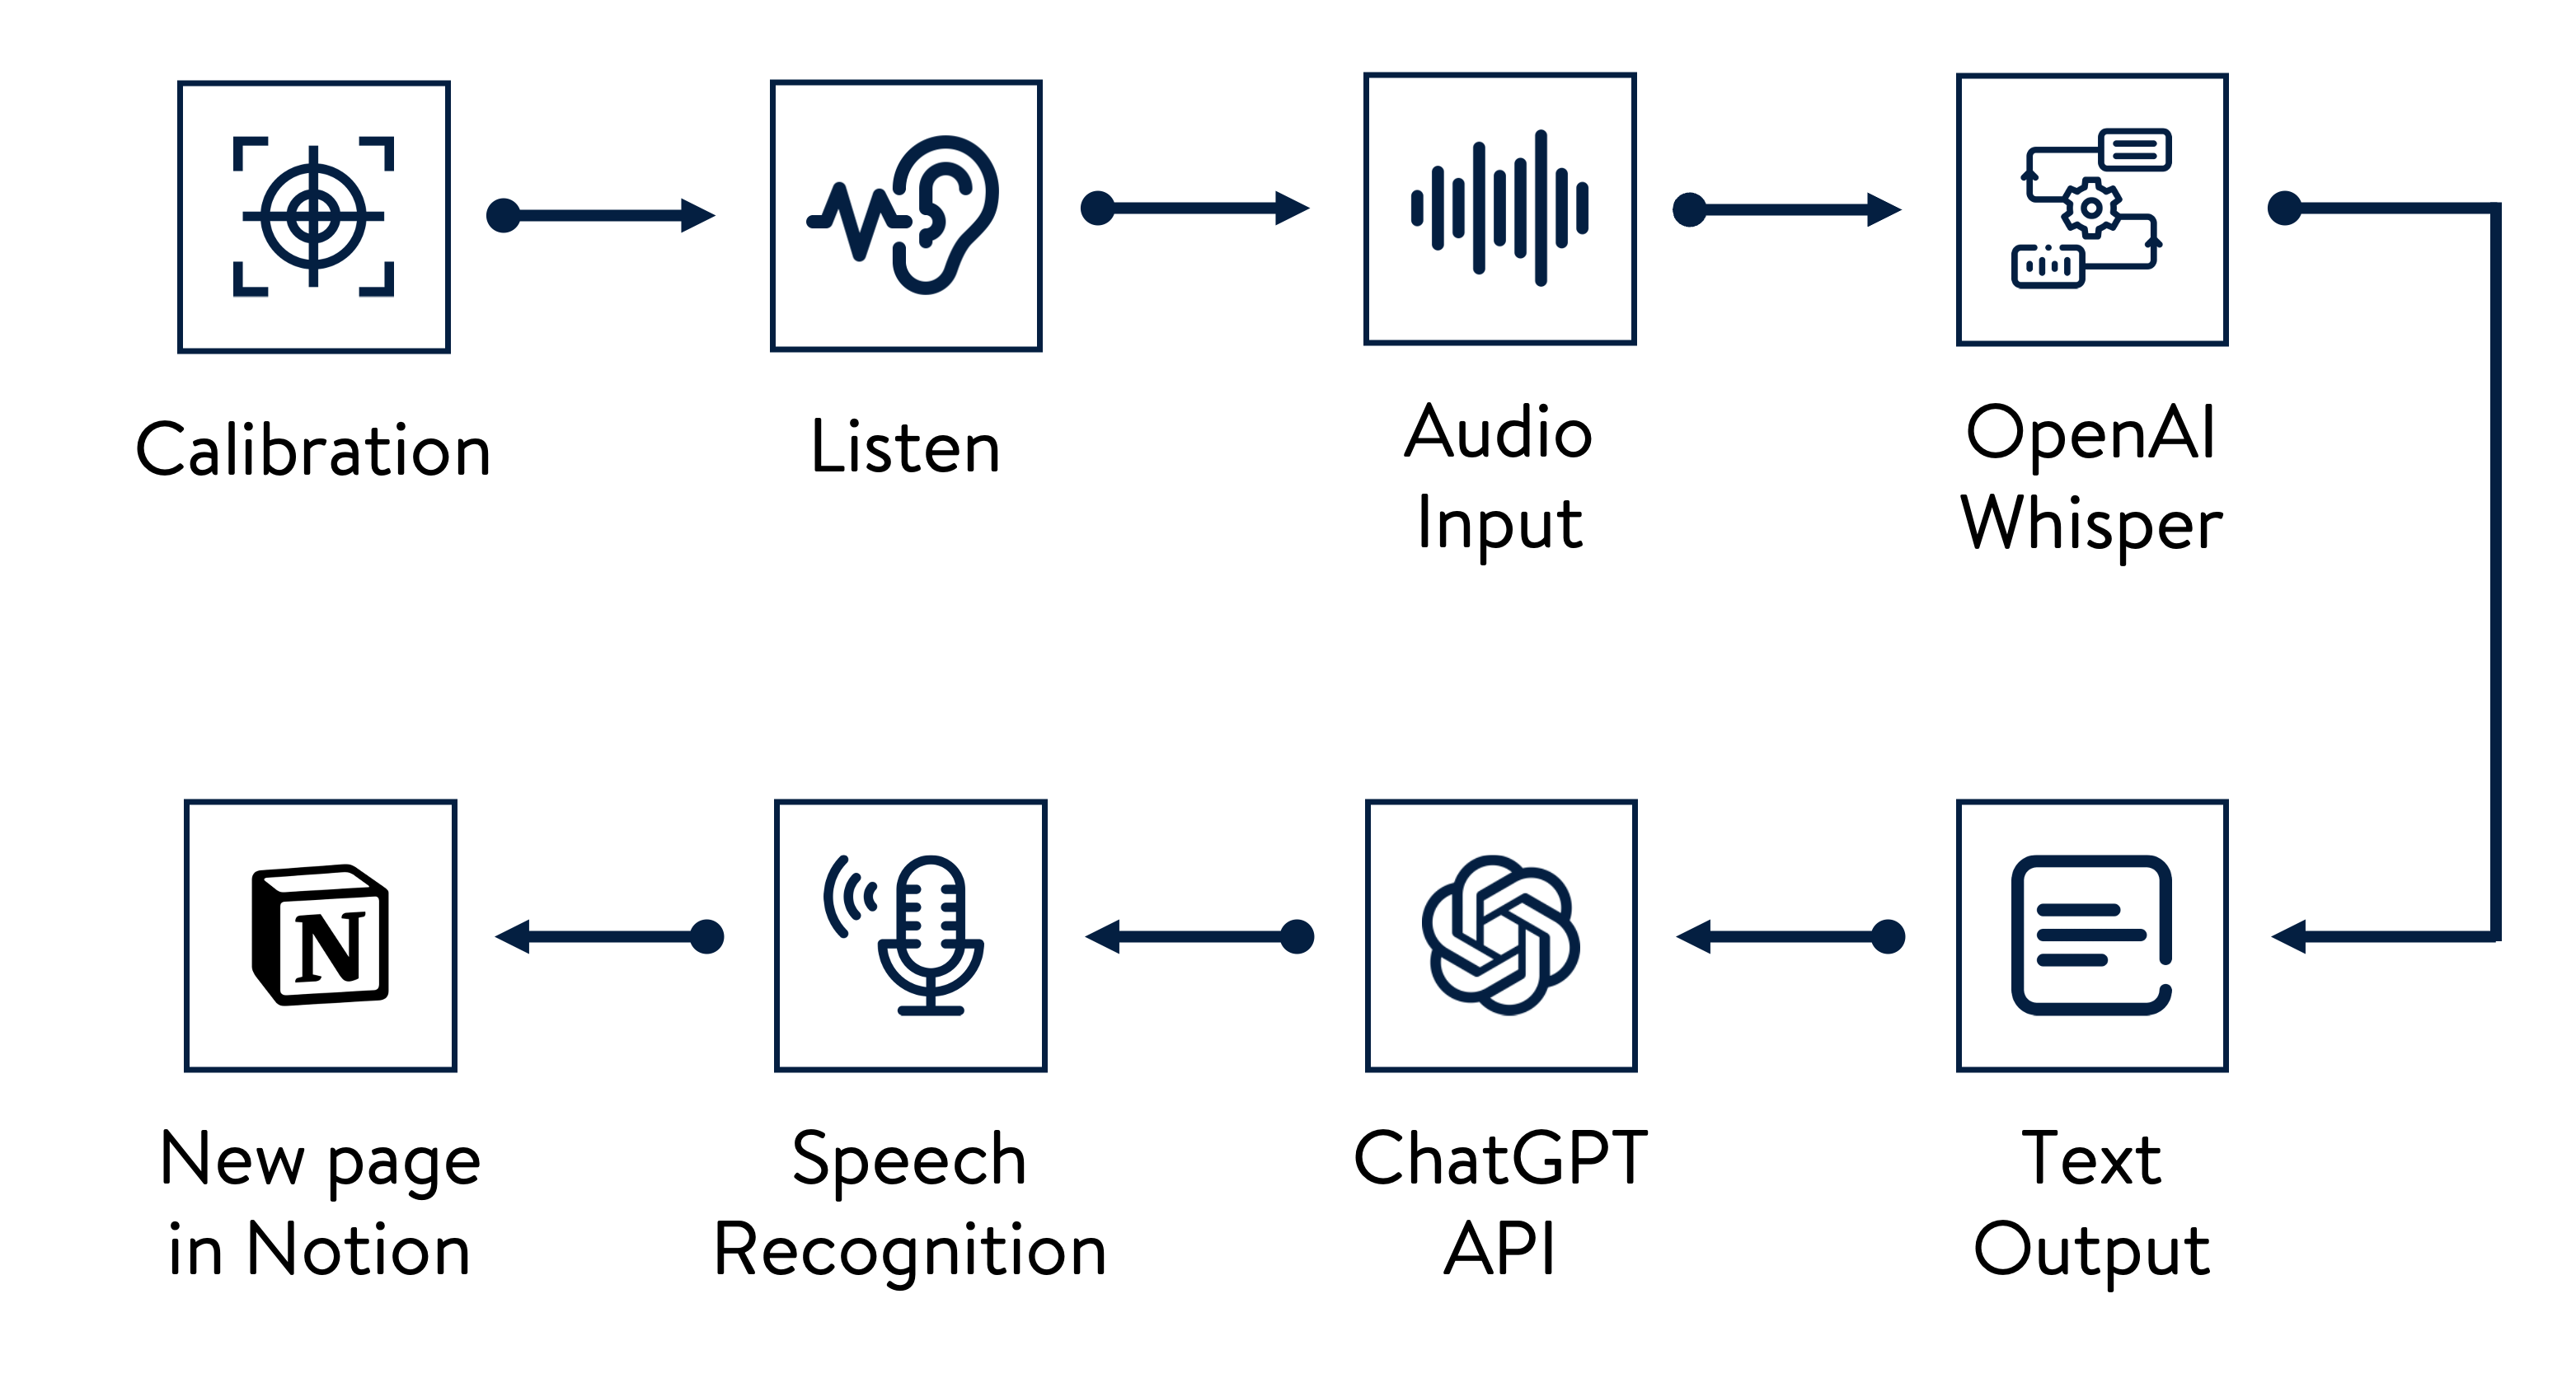 Calibration
Listen
Audio
Input
OpenAI
Whisper
N
New page
in Notion
Speech
Recognition
ChatGPT
API
Text
Output